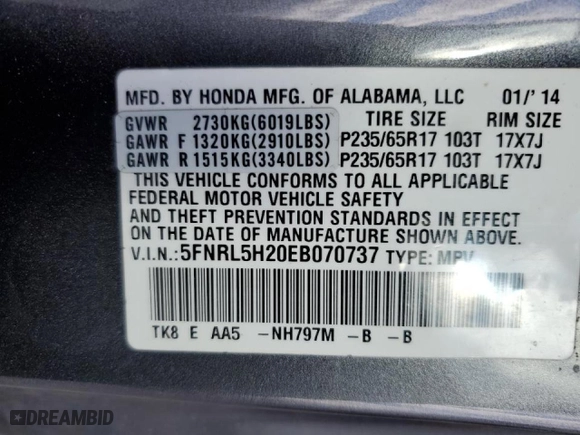 MFD. BY HONDA MFG. OF ALABAMA, LLC 01/' 14
TIRE SIZE RIM SIZE
GVWR 2730KG(6019LBS)
GAWR F 1320KG(2910LBS) P235/65R17 103T 17X7J
GAWR R 1515KG(3340LBS) P235/65R17 103T 17X7J
THIS VEHICLE CONFORMS TO ALL APPLICABLE
FEDERAL MOTOR VEHICLE SAFETY
AND THEFT PREVENTION STANDARDS IN EFFECT
ON THE DATE OF MANUFACTURE SHOWN ABOVE.
V.I.N.:5FNRL5H20EB070737 TYPE: MPV
TK8 E AA5 -NH797M -B -B
DREAMBID